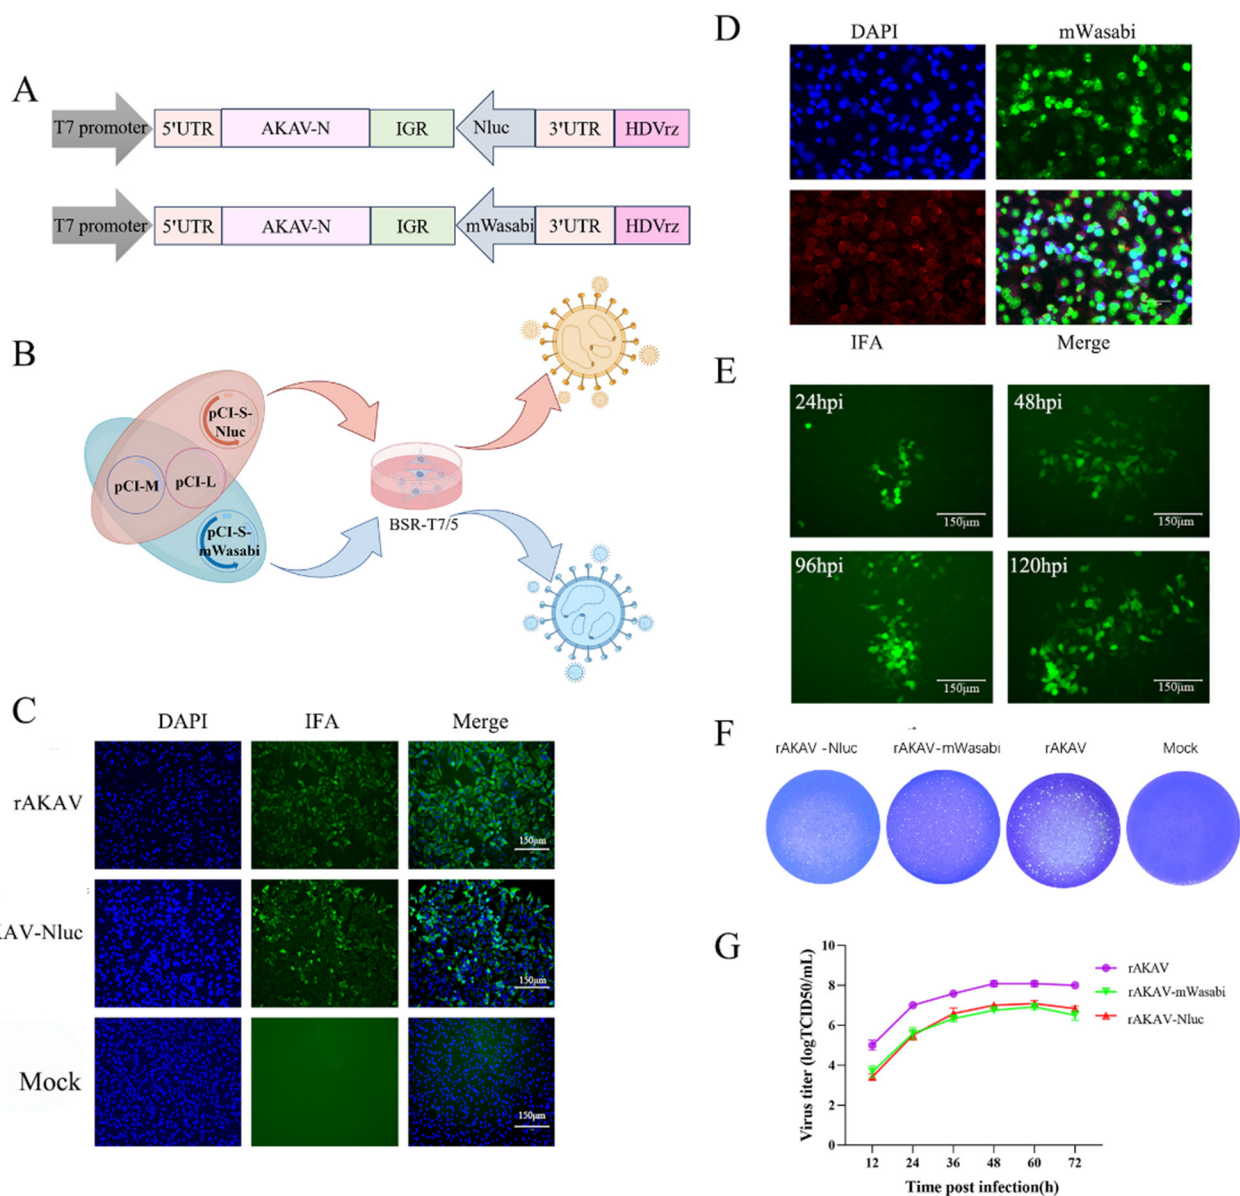 A
T7 promoter 5'UTR AKAV-N IGR Nluc 3'UTR HDVrz
T7 promoter 5'UTR AKAV-N IGR mWasabi 3'UTR HDVrz
B
pCI-S-
Nluc
pCI-M pCI-L
pCI-S-
mWasabi
BSR-T7/5
C
DAPI IFA Merge
rAKAV
150μm
KAV-Nluc
150μm
Mock
150μm
D
DAPI mWasabi
IFA Merge
E
24hpi 48hpi
150μm 150μm
96hpi 120hpi
150μm 150μm
F
rAKAV -Nluc rAKAV-mWasabi rAKAV Mock
G
Virus titer (logTCID50/mL)
10
8
6
4
2
0
12 24 36 48 60 72
Time post infection(h)
rAKAV
rAKAV-mWasabi
rAKAV-Nluc